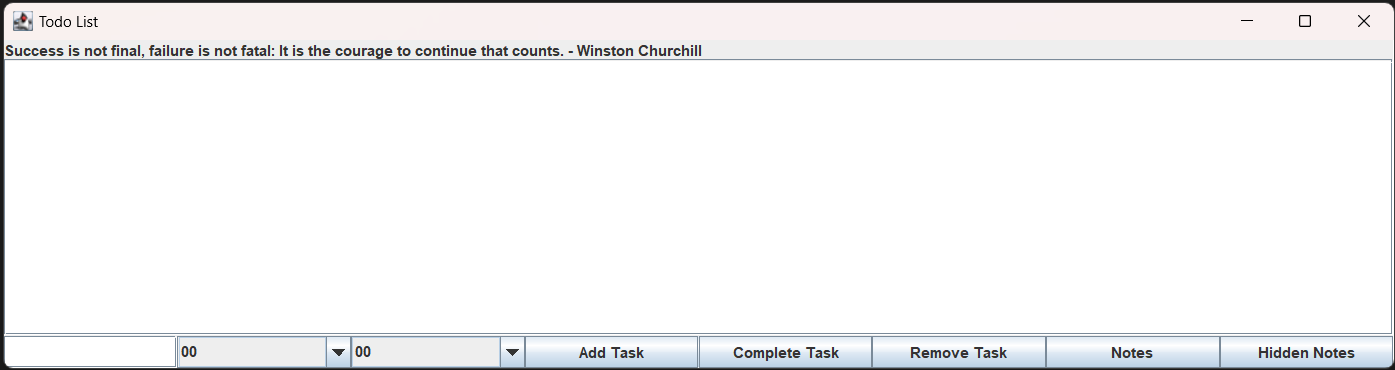 Todo List
Success is not final, failure is not fatal: It is the courage to continue that counts. - Winston Churchill
00 00 Add Task Complete Task Remove Task Notes Hidden Notes